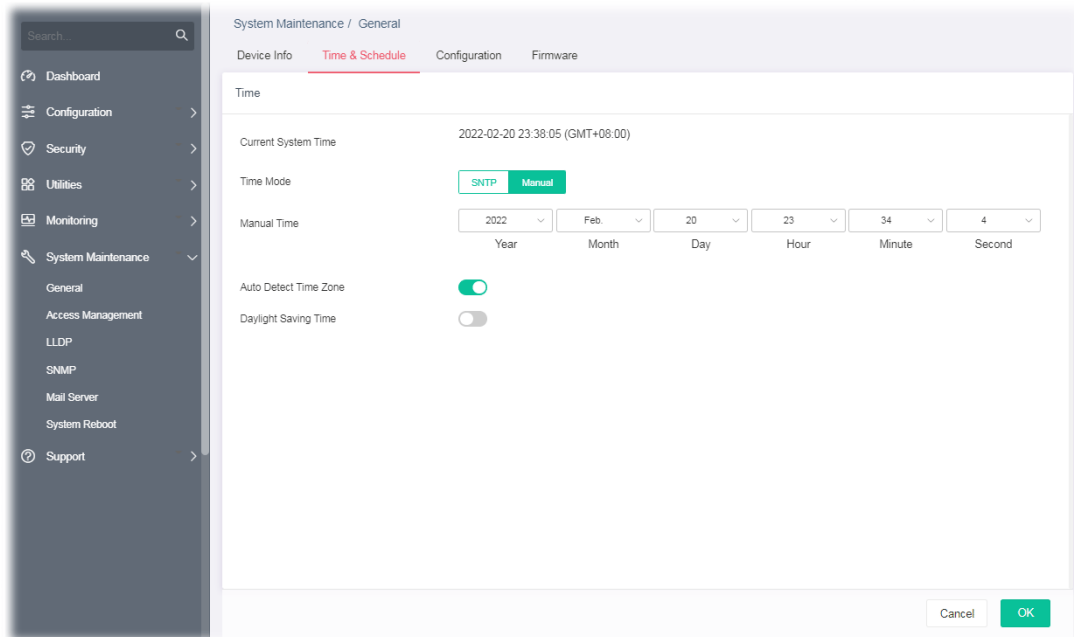 Search...
Dashboard
Configuration
Security
Utilities
Monitoring
System Maintenance
General
Access Management
LLDP
SNMP
Mail Server
System Reboot
Support
System Maintenance / General
Device Info Time & Schedule Configuration Firmware
Time
Current System Time 2022-02-20 23:38:05 (GMT+08:00)
Time Mode SNTP Manual
Manual Time 2022 Feb. 20 23 34 4
Year Month Day Hour Minute Second
Auto Detect Time Zone
Daylight Saving Time
Cancel OK